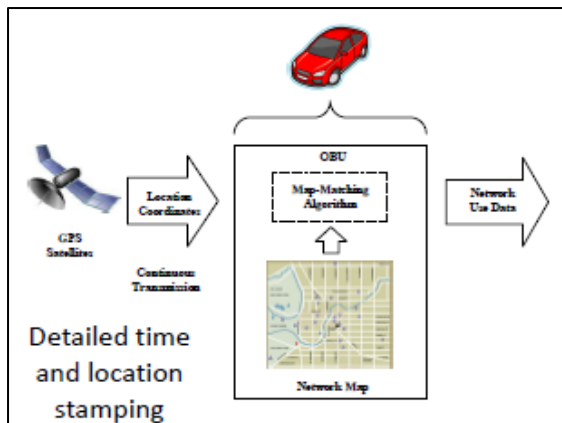 OBU
Map-Matching
Algorithm
Location
Coordinates
Network
Use Data
GPS
Satellites
Continuous
Transmission
Detailed time
and location
stamping
Network Map